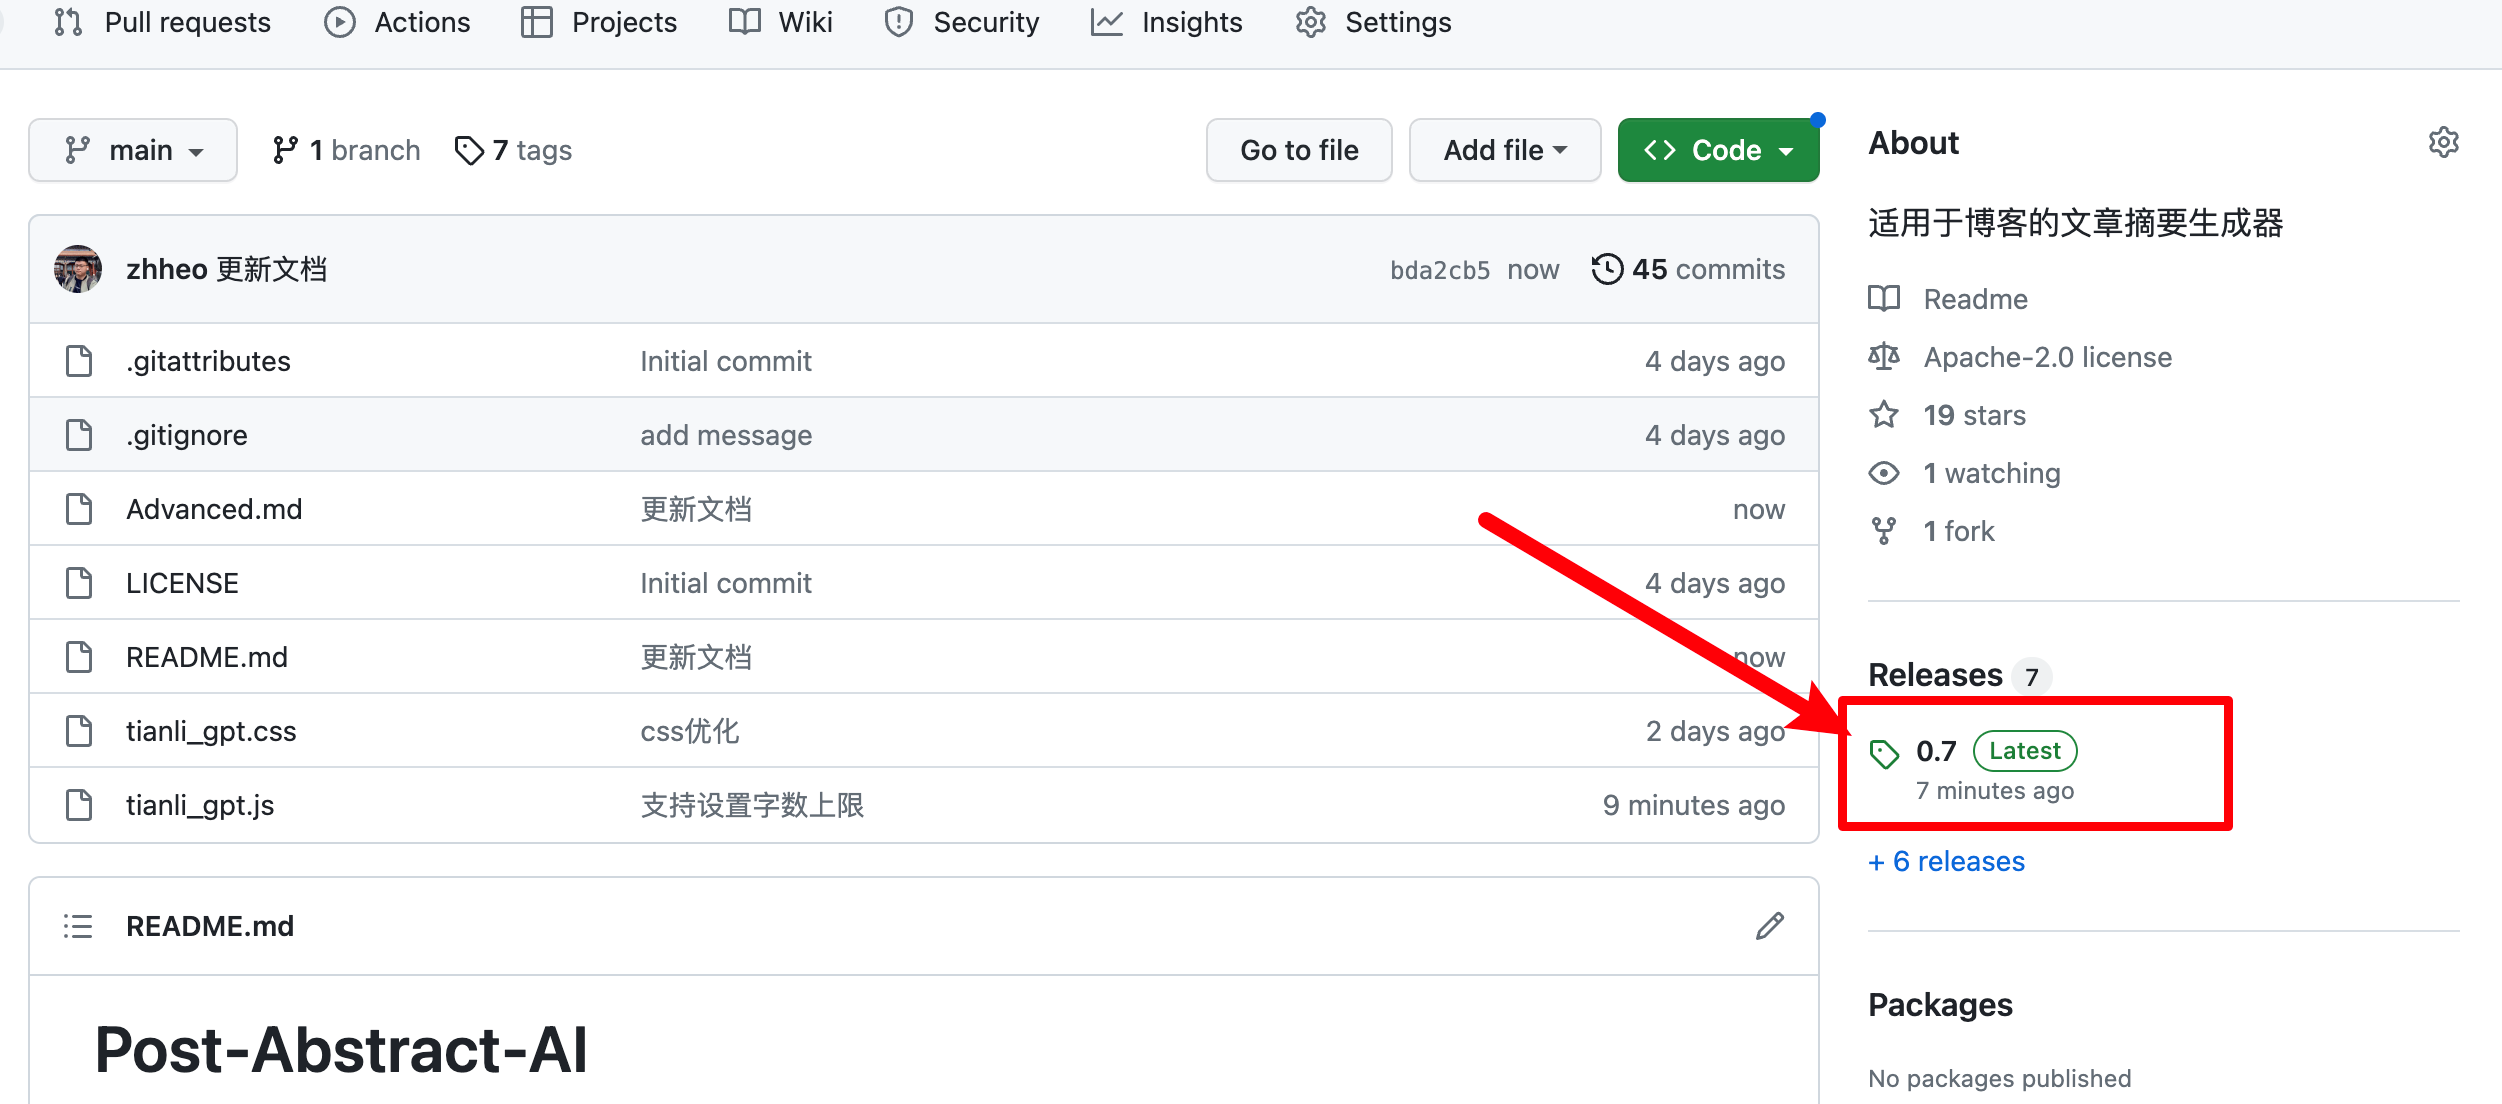 Pull requests Actions Projects Wiki Security Insights Settings
main 1 branch 7 tags Go to file Add file Code
zhheo 更新文档 bda2cb5 now 45 commits
.gitattributes Initial commit 4 days ago
.gitignore add message 4 days ago
Advanced.md 更新文档 now
LICENSE Initial commit 4 days ago
README.md 更新文档 now
tianli_gpt.css css优化 2 days ago
tianli_gpt.js 支持设置字数上限 9 minutes ago
README.md
Post-Abstract-AI
About
适用于博客的文章摘要生成器
Readme
Apache-2.0 license
19 stars
1 watching
1 fork
Releases 7
0.7 Latest
7 minutes ago
+ 6 releases
Packages
No packages published